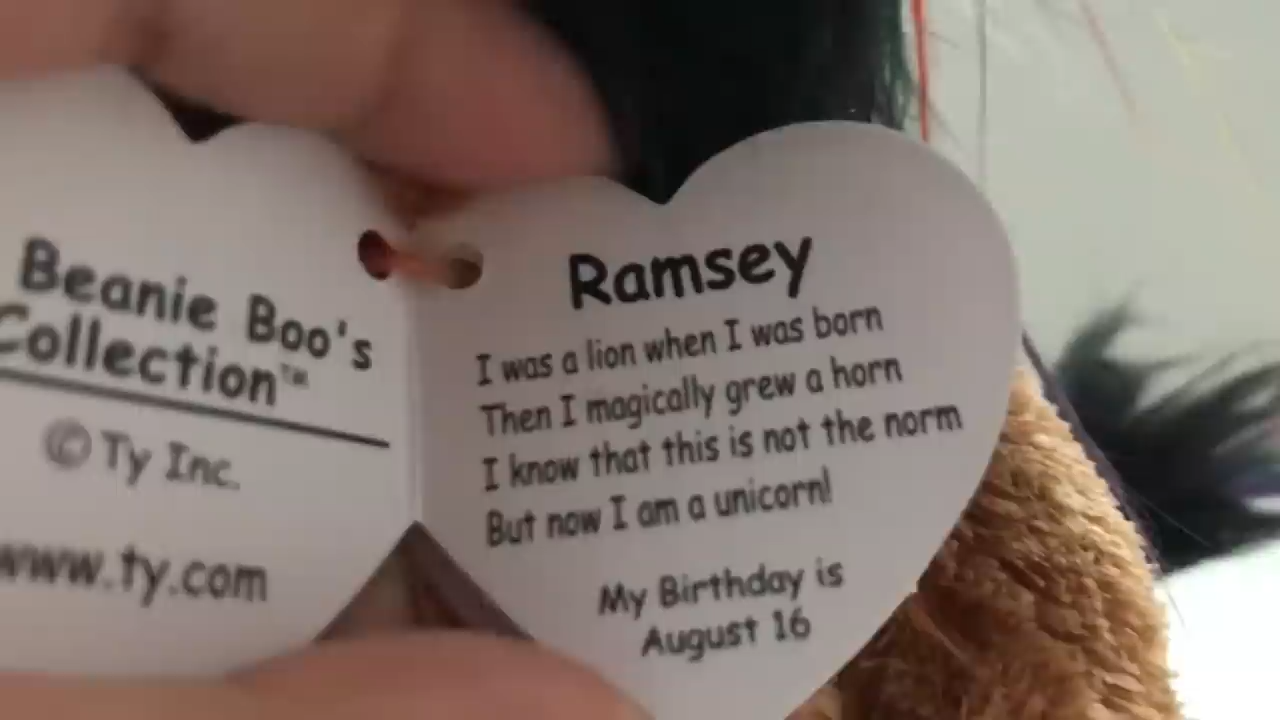 Beanie Boo's
Collection™
© Ty Inc.
www.ty.com
Ramsey
I was a lion when I was born
Then I magically grew a horn
I know that this is not the norm
But now I am a unicorn!
My Birthday is
August 16